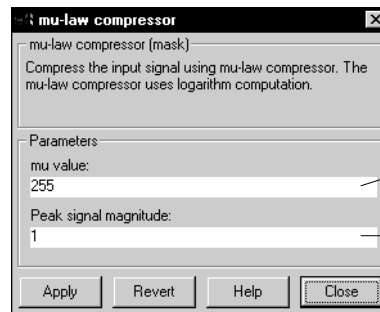 mu-law compressor
mu-law compressor (mask)
Compress the input signal using mu-law compressor. The
mu-law compressor uses logarithm computation.
Parameters
mu value:
255
Peak signal magnitude:
1
Apply Revert Help Close